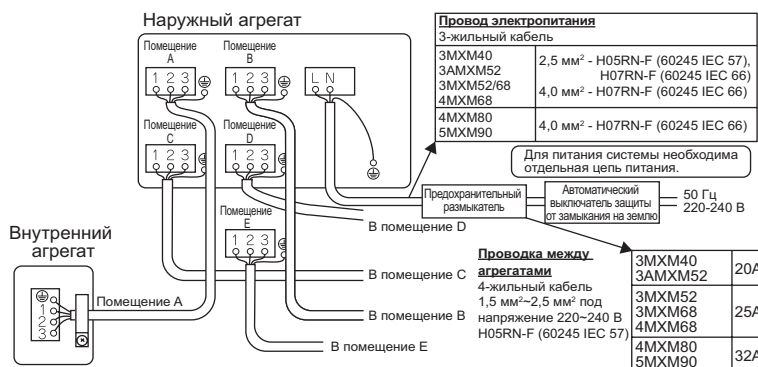 Наружный агрегат
Помещение
A
1 2 3
Помещение
B
1 2 3
L N
Помещение
C
1 2 3
Помещение
D
1 2 3
Помещение
E
1 2 3
Внутренний
агрегат
1
2
3
Помещение A
В помещение D
В помещение C
В помещение B
В помещение E
Провод электропитания
3-жильный кабель
3MXM40
3AMXM52
3MXM52/68
4MXM68
2,5 мм² - H05RN-F (60245 IEC 57),
H07RN-F (60245 IEC 66)
4,0 мм² - H07RN-F (60245 IEC 66)
4MXM80
5MXM90
4,0 мм² - H07RN-F (60245 IEC 66)
Для питания системы необходима
отдельная цепь питания.
Предохранительный
размыкатель
Автоматический
выключатель защиты
от замыкания на землю
50 Гц
220-240 В
Проводка между
агрегатами
4-жильный кабель
1,5 мм²~2,5 мм² под
напряжение 220~240 В
H05RN-F (60245 IEC 57)
3MXM40
3AMXM52
20A
3MXM52
3MXM68
4MXM68
25A
4MXM80
5MXM90
32A